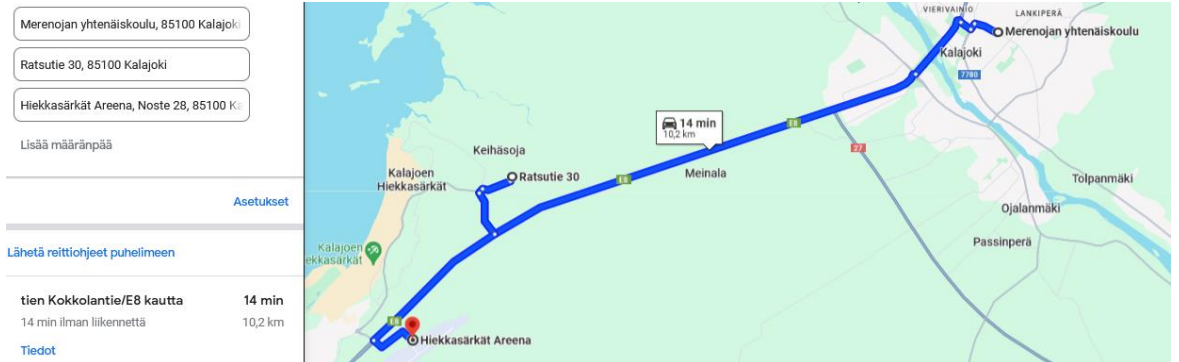 Merenojan yhtenäiskoulu, 85100 Kalajoki
Ratsutie 30, 85100 Kalajoki
Hiekkasärkät Areena, Noste 28, 85100 Ka
Lisää määränpää
Asetukset
Lähetä reittiohjeet puhelimeen
tien Kokkolantie/E8 kautta 14 min
14 min ilman liikennettä 10,2 km
Tiedot
VIERIVAINIO
LANKIPERÄ
Merenojan yhtenäiskoulu
Kalajoki
7780
14 min
10,2 km
E8
27
Keihäsoja
Kalajoen
Hiekkasärkät
Ratsutie 30
E8
Meinala
Tolpanmäki
Ojalanmäki
Passinperä
Kalajoen
ekkasärkät
E8
Hiekkasärkät Areena